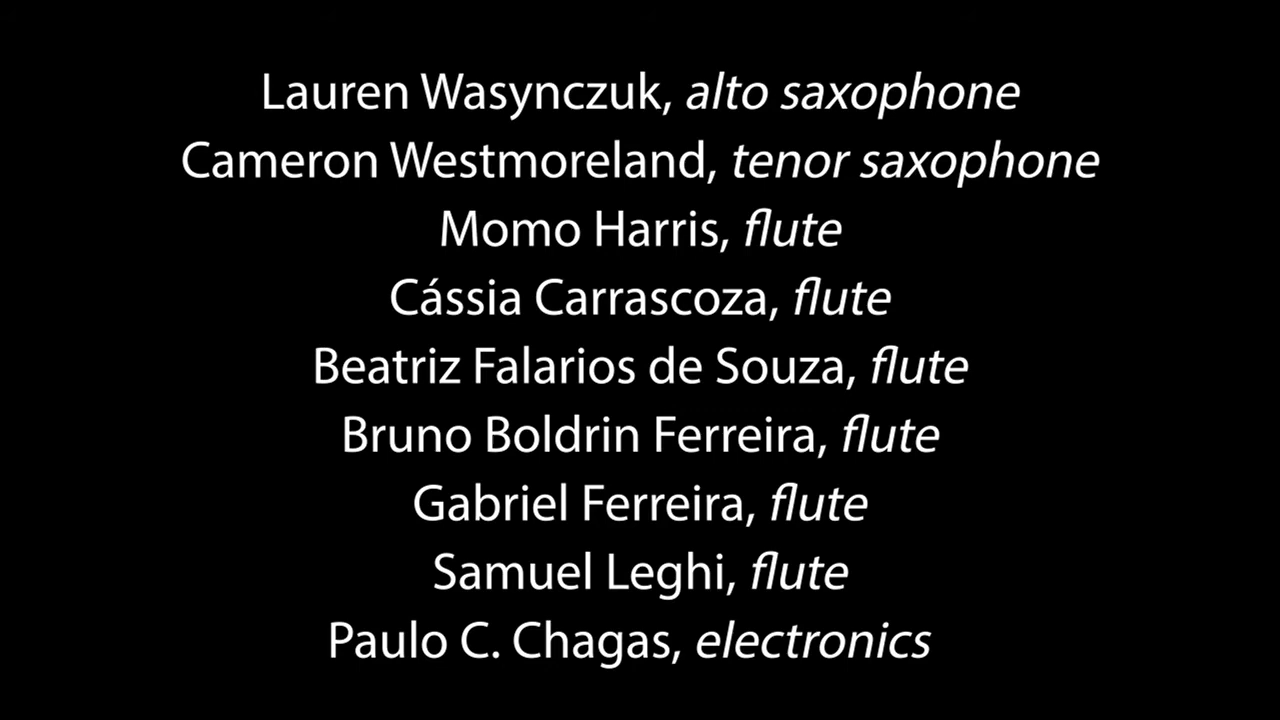 Lauren Wasynczuk, alto saxophone
Cameron Westmoreland, tenor saxophone
Momo Harris, flute
Cássia Carrascoza, flute
Beatriz Falarios de Souza, flute
Bruno Boldrin Ferreira, flute
Gabriel Ferreira, flute
Samuel Leghi, flute
Paulo C. Chagas, electronics